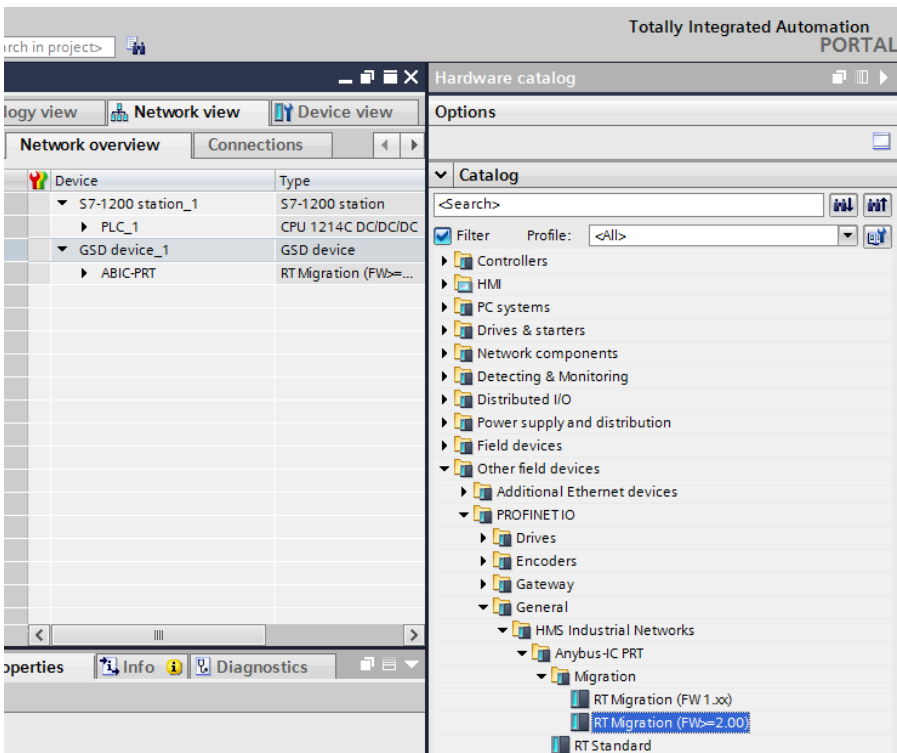 Totally Integrated Automation
PORTAL
arch in project>
Hardware catalog
logy view Network view Device view
Options
Network overview Connections
Device Type
Catalog
S7-1200 station_1 S7-1200 station
<Search>
PLC_1 CPU 1214C DC/DC/DC
Filter Profile: <All>
GSD device_1 GSD device
ABIC-PRT RT Migration (FW>=...
Controllers
HMI
PC systems
Drives & starters
Network components
Detecting & Monitoring
Distributed I/O
Power supply and distribution
Field devices
Other field devices
Additional Ethernet devices
PROFINET IO
Drives
Encoders
Gateway
General
HMS Industrial Networks
Anybus-IC PRT
operties Info Diagnostics
Migration
RT Migration (FW 1.xx)
RT Migration (FW>=2.00)
RT Standard